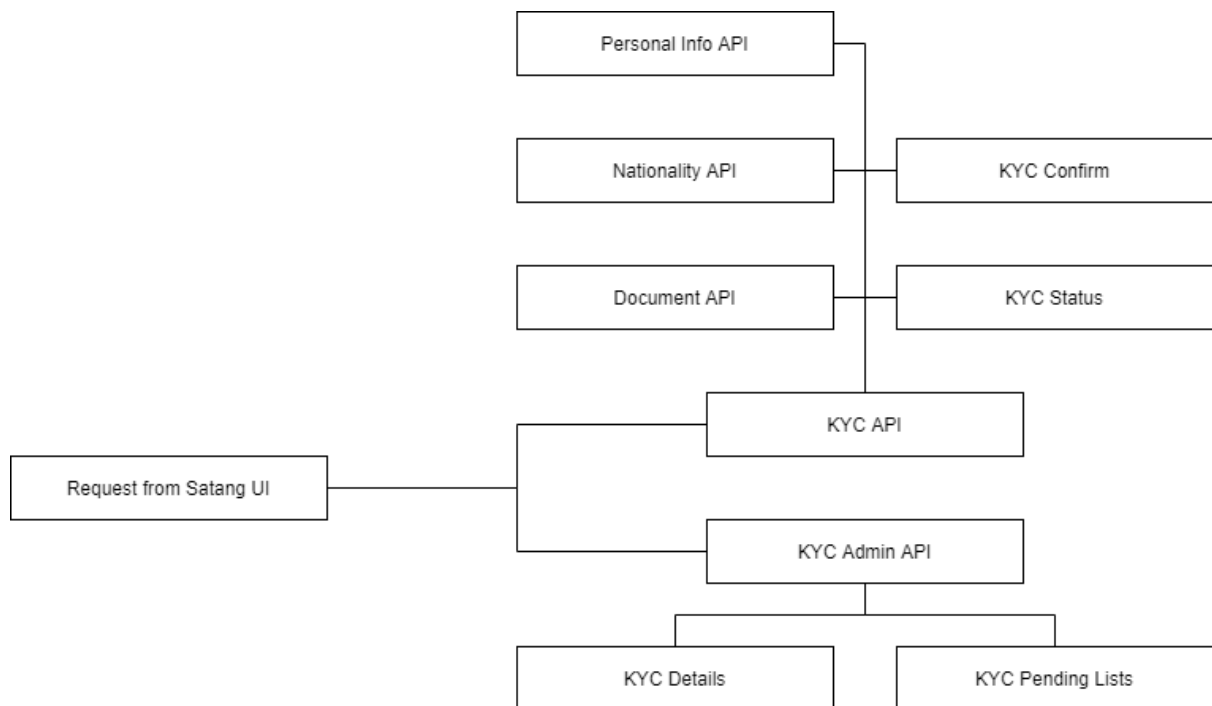 Personal Info API
Nationality API
KYC Confirm
Document API
KYC Status
KYC API
Request from Satang UI
KYC Admin API
KYC Details
KYC Pending Lists